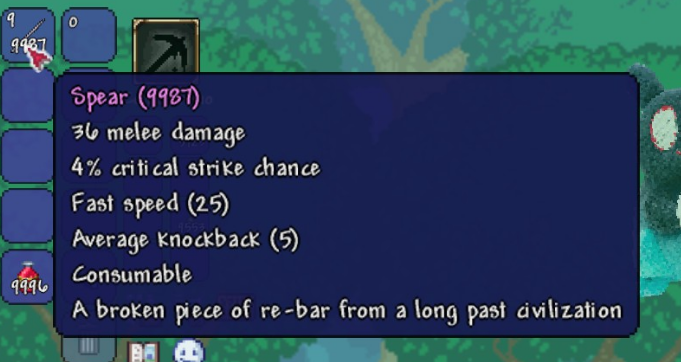 9 0
9987
Spear (9987)
36 melee damage
4% critical strike chance
Fast speed (25)
Average knockback (5)
Consumable
A broken piece of re-bar from a long past civilization
9996